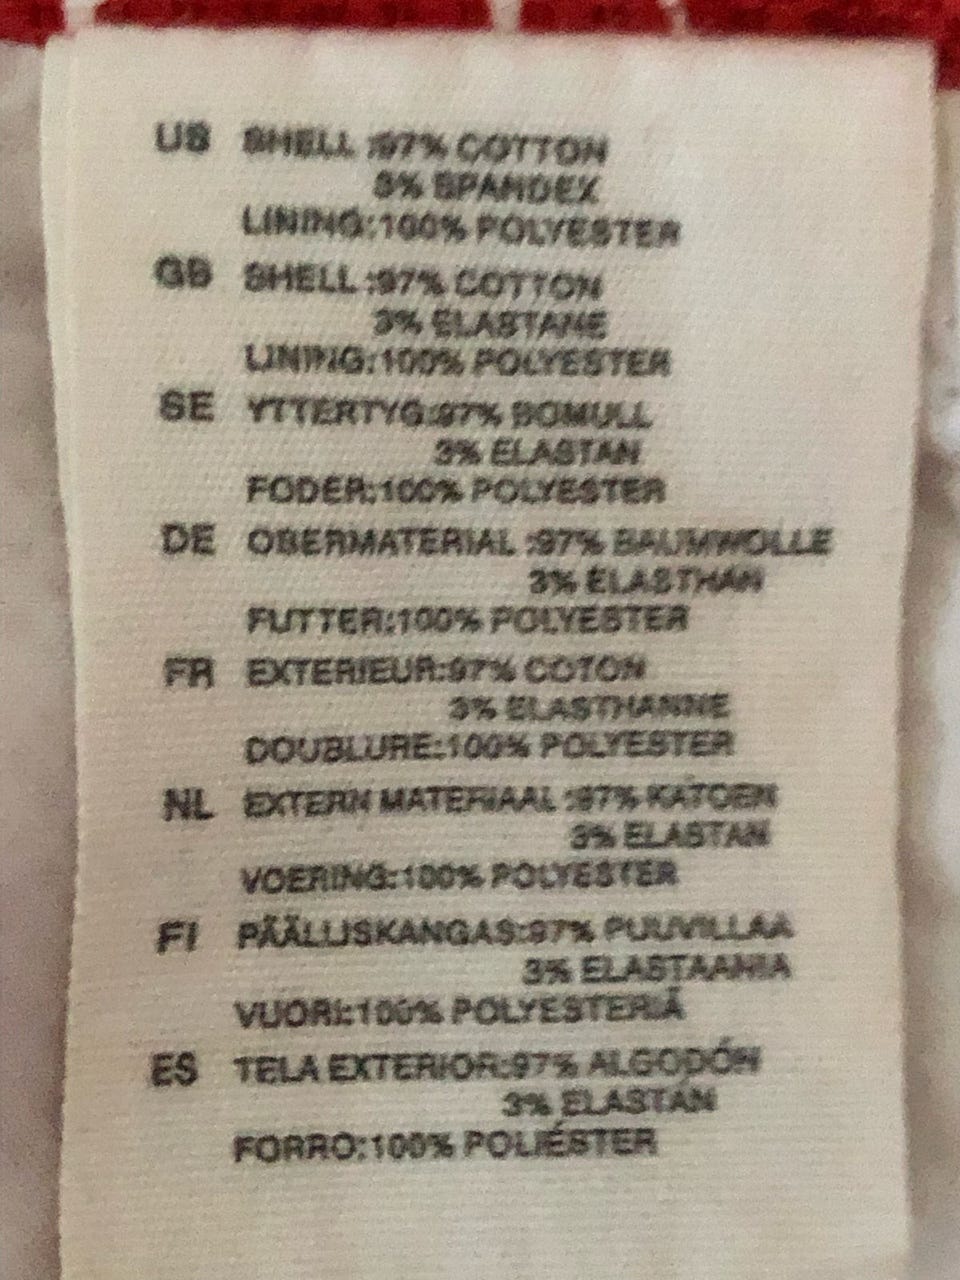 US SHELL :97% COTTON
3% SPANDEX
LINING:100% POLYESTER
GB SHELL :97% COTTON
3% ELASTANE
LINING:100% POLYESTER
SE YTTERTYG:97% BOMULL
3% ELASTAN
FODER:100% POLYESTER
DE OBERMATERIAL :97% BAUMWOLLE
3% ELASTHAN
FUTTER:100% POLYESTER
FR EXTERIEUR:97% COTON
3% ELASTHANNE
DOUBLURE:100% POLYESTER
NL EXTERN MATERIAAL :97% KATOEN
3% ELASTAN
VOERING:100% POLYESTER
FI PÄÄLLISKANGAS:97% PUUVILLAA
3% ELASTAANIA
VUORI:100% POLYESTERIÄ
ES TELA EXTERIOR:97% ALGODÓN
3% ELASTÁN
FORRO:100% POLIÉSTER